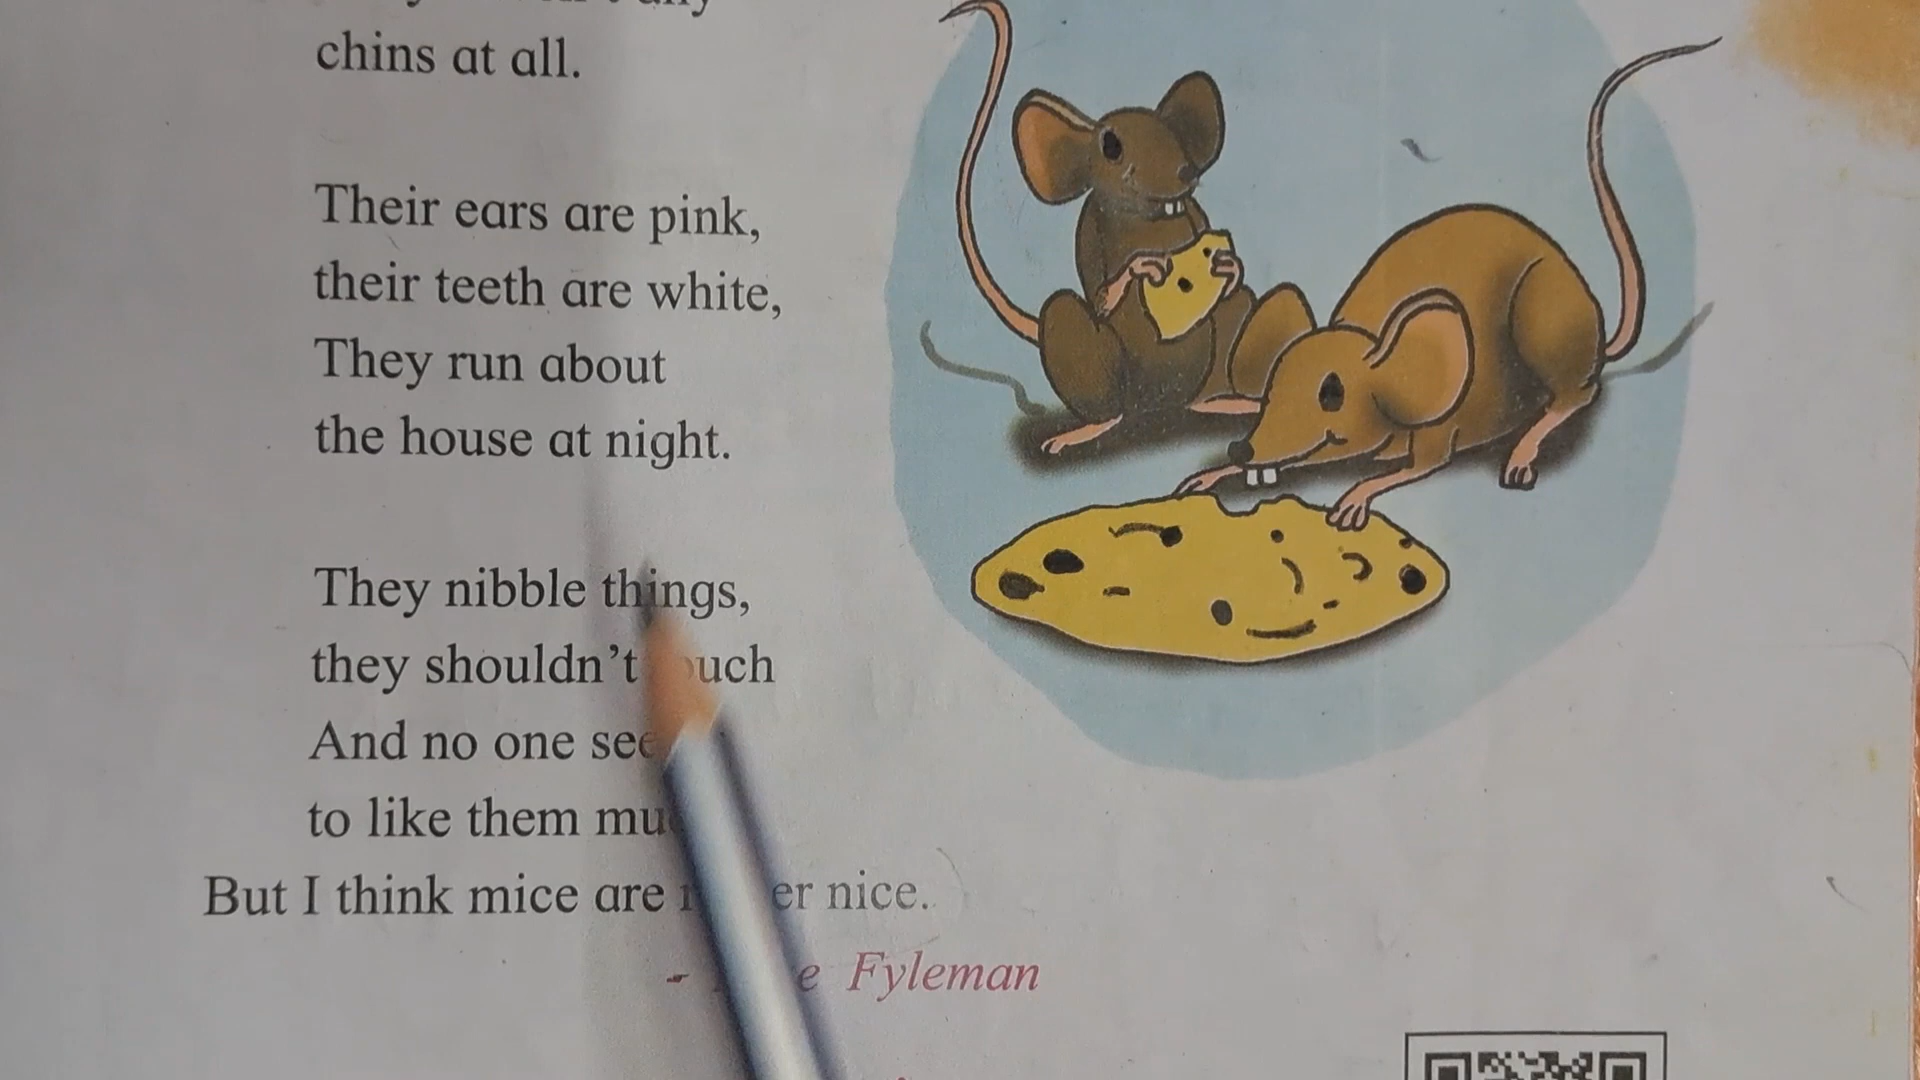 chins at all.
Their ears are pink,
their teeth are white,
They run about
the house at night.
They nibble things,
they shouldn't
And no one
to like them
But I think mice are nice.
- Fyleman